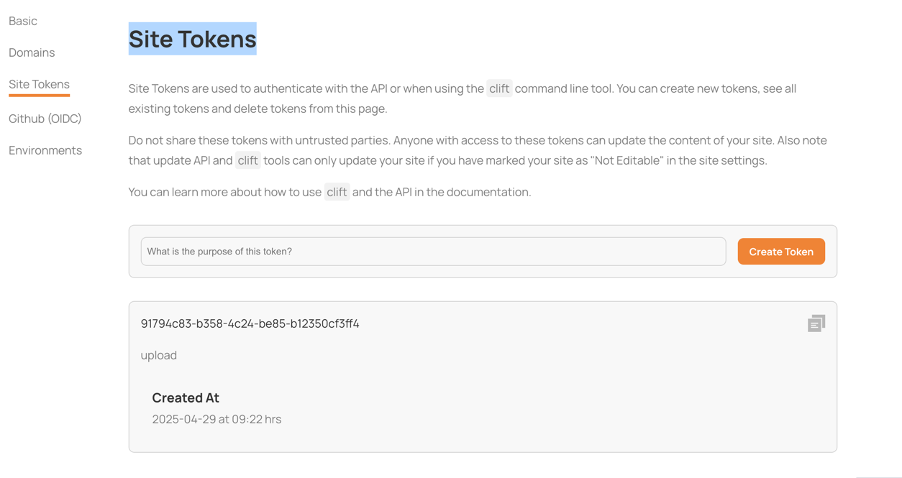 Basic
Domains
Site Tokens
Github (OIDC)
Environments
Site Tokens
Site Tokens are used to authenticate with the API or when using the clift command line tool. You can create new tokens, see all
existing tokens and delete tokens from this page.
Do not share these tokens with untrusted parties. Anyone with access to these tokens can update the content of your site. Also note
that update API and clift tools can only update your site if you have marked your site as "Not Editable" in the site settings.
You can learn more about how to use clift and the API in the documentation.
What is the purpose of this token?
Create Token
91794c83-b358-4c24-be85-b12350cf3ff4
upload
Created At
2025-04-29 at 09:22 hrs